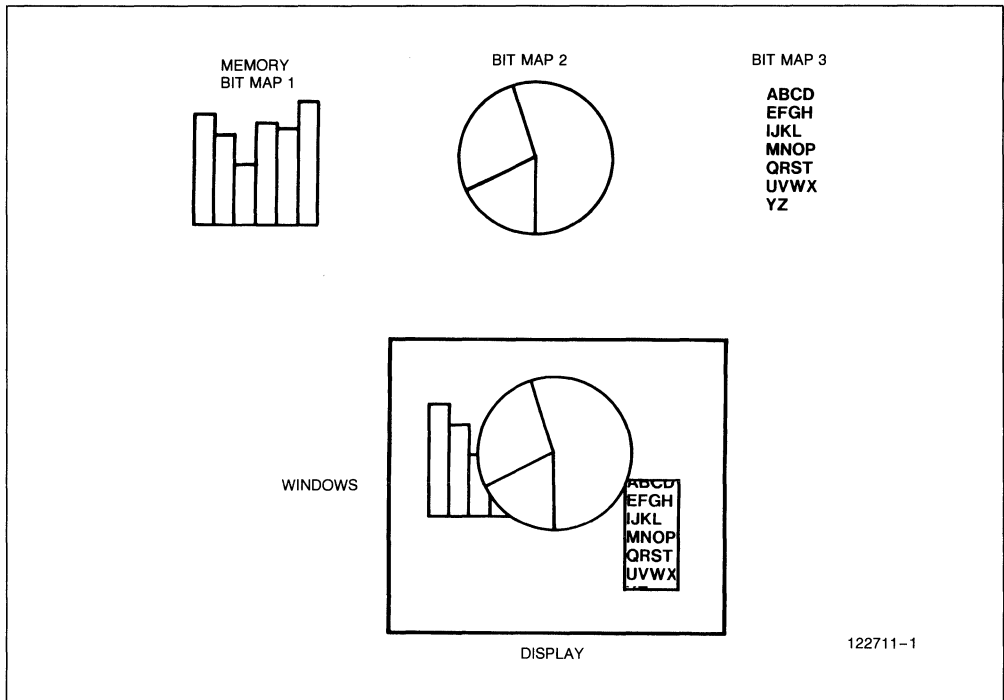 MEMORY
BIT MAP 1
BIT MAP 2
BIT MAP 3
ABCD
EFGH
IJKL
MNOP
QRST
UVWX
YZ
WINDOWS
ABCD
EFGH
IJKL
MNOP
QRST
UVWX
DISPLAY
122711-1